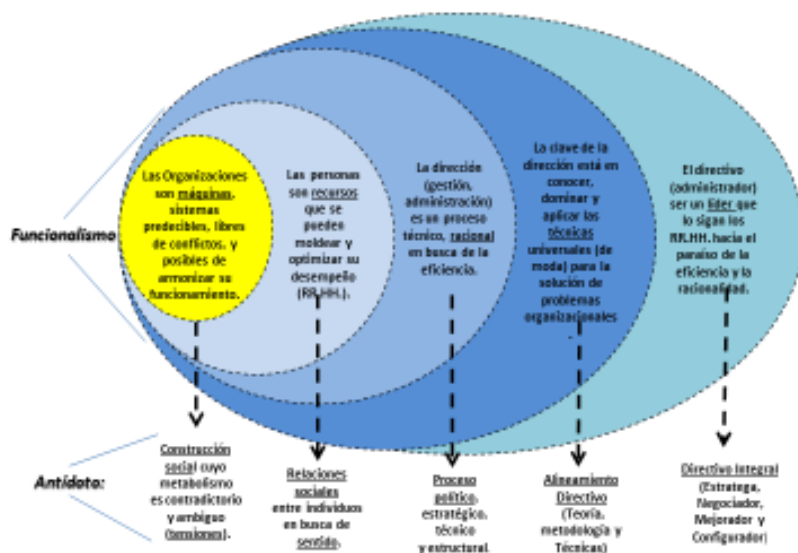 Las Organizaciones
son máquinas,
sistemas
predecibles, libres
de conflictos, y
posibles de
armonizar su
funcionamiento.
Las personas
son recursos
que se
pueden
moldear y
optimizar su
desempeño
(RR.HH.).
La dirección
(gestión,
administración)
es un proceso
técnico, racional
en busca de la
eficiencia.
La clave de la
dirección está en
conocer,
dominar y
aplicar las
técnicas
universales (de
moda) para la
solución de
problemas
organizacionales
.
El directivo
(administrador)
ser un líder que
lo sigan los
RR.HH. hacia el
paraíso de la
eficiencia y la
racionalidad.
Funcionalismo
Antídoto:
Construcción
social cuyo
metabolismo
es contradictorio
y ambiguo
(tensiones).
Relaciones
sociales
entre individuos
en busca de
sentido.
Proceso
político,
estratégico,
técnico
y estructural.
Alineamiento
Directivo
(Teoría,
metodología y
Técnicas)
Directivo Integral
(Estratega,
Negociador,
Mejorador y
Configurador)